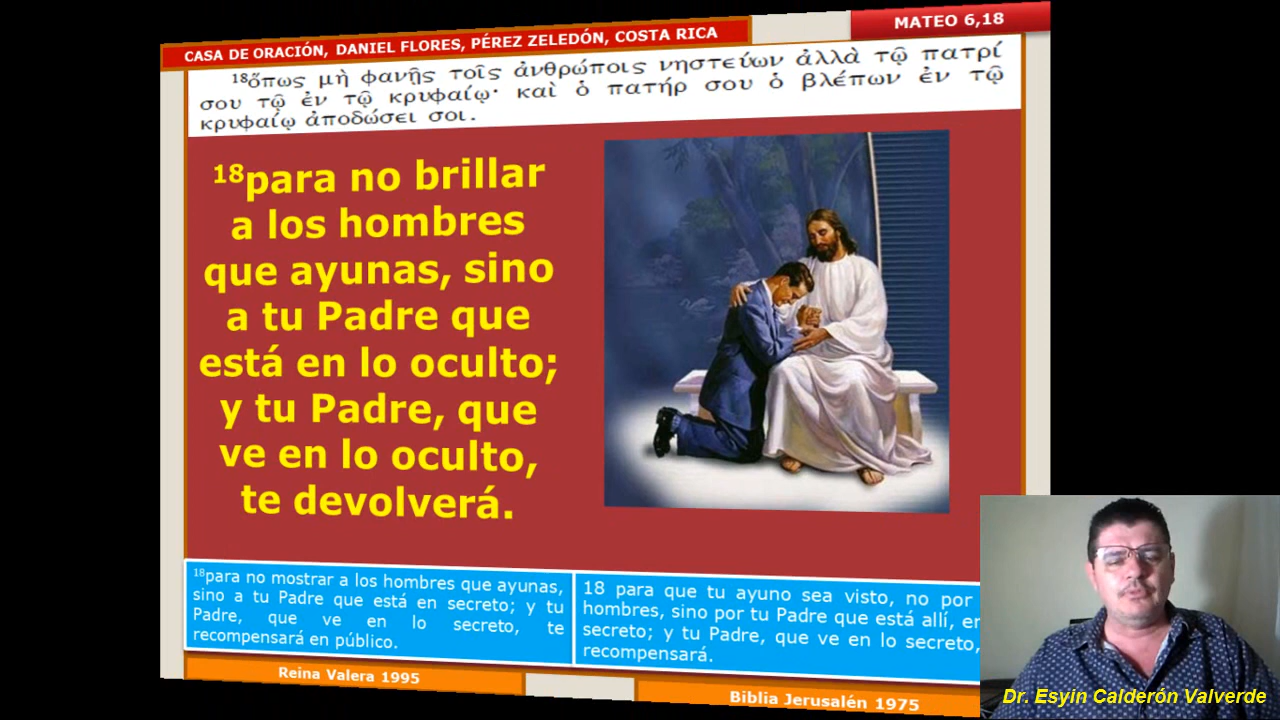 CASA DE ORACIÓN, DANIEL FLORES, PÉREZ ZELEDÓN, COSTA RICA
MATEO 6,18
¹⁸ὅπως μὴ φανῇς τοῖς ἀνθρώποις νηστεύων ἀλλὰ τῷ πατρί
σου τῷ ἐν τῷ κρυφαίῳ· καὶ ὁ πατήρ σου ὁ βλέπων ἐν τῷ
κρυφαίῳ ἀποδώσει σοι.
¹⁸para no brillar
a los hombres
que ayunas, sino
a tu Padre que
está en lo oculto;
y tu Padre, que
ve en lo oculto,
te devolverá.
¹⁸para no mostrar a los hombres que ayunas,
sino a tu Padre que está en secreto; y tu
Padre, que ve en lo secreto, te
recompensará en público.
18 para que tu ayuno sea visto, no por
hombres, sino por tu Padre que está allí, en
secreto; y tu Padre, que ve en lo secreto,
recompensará.
Reina Valera 1995
Biblia Jerusalén 1975
Dr. Esyin Calderón Valverde